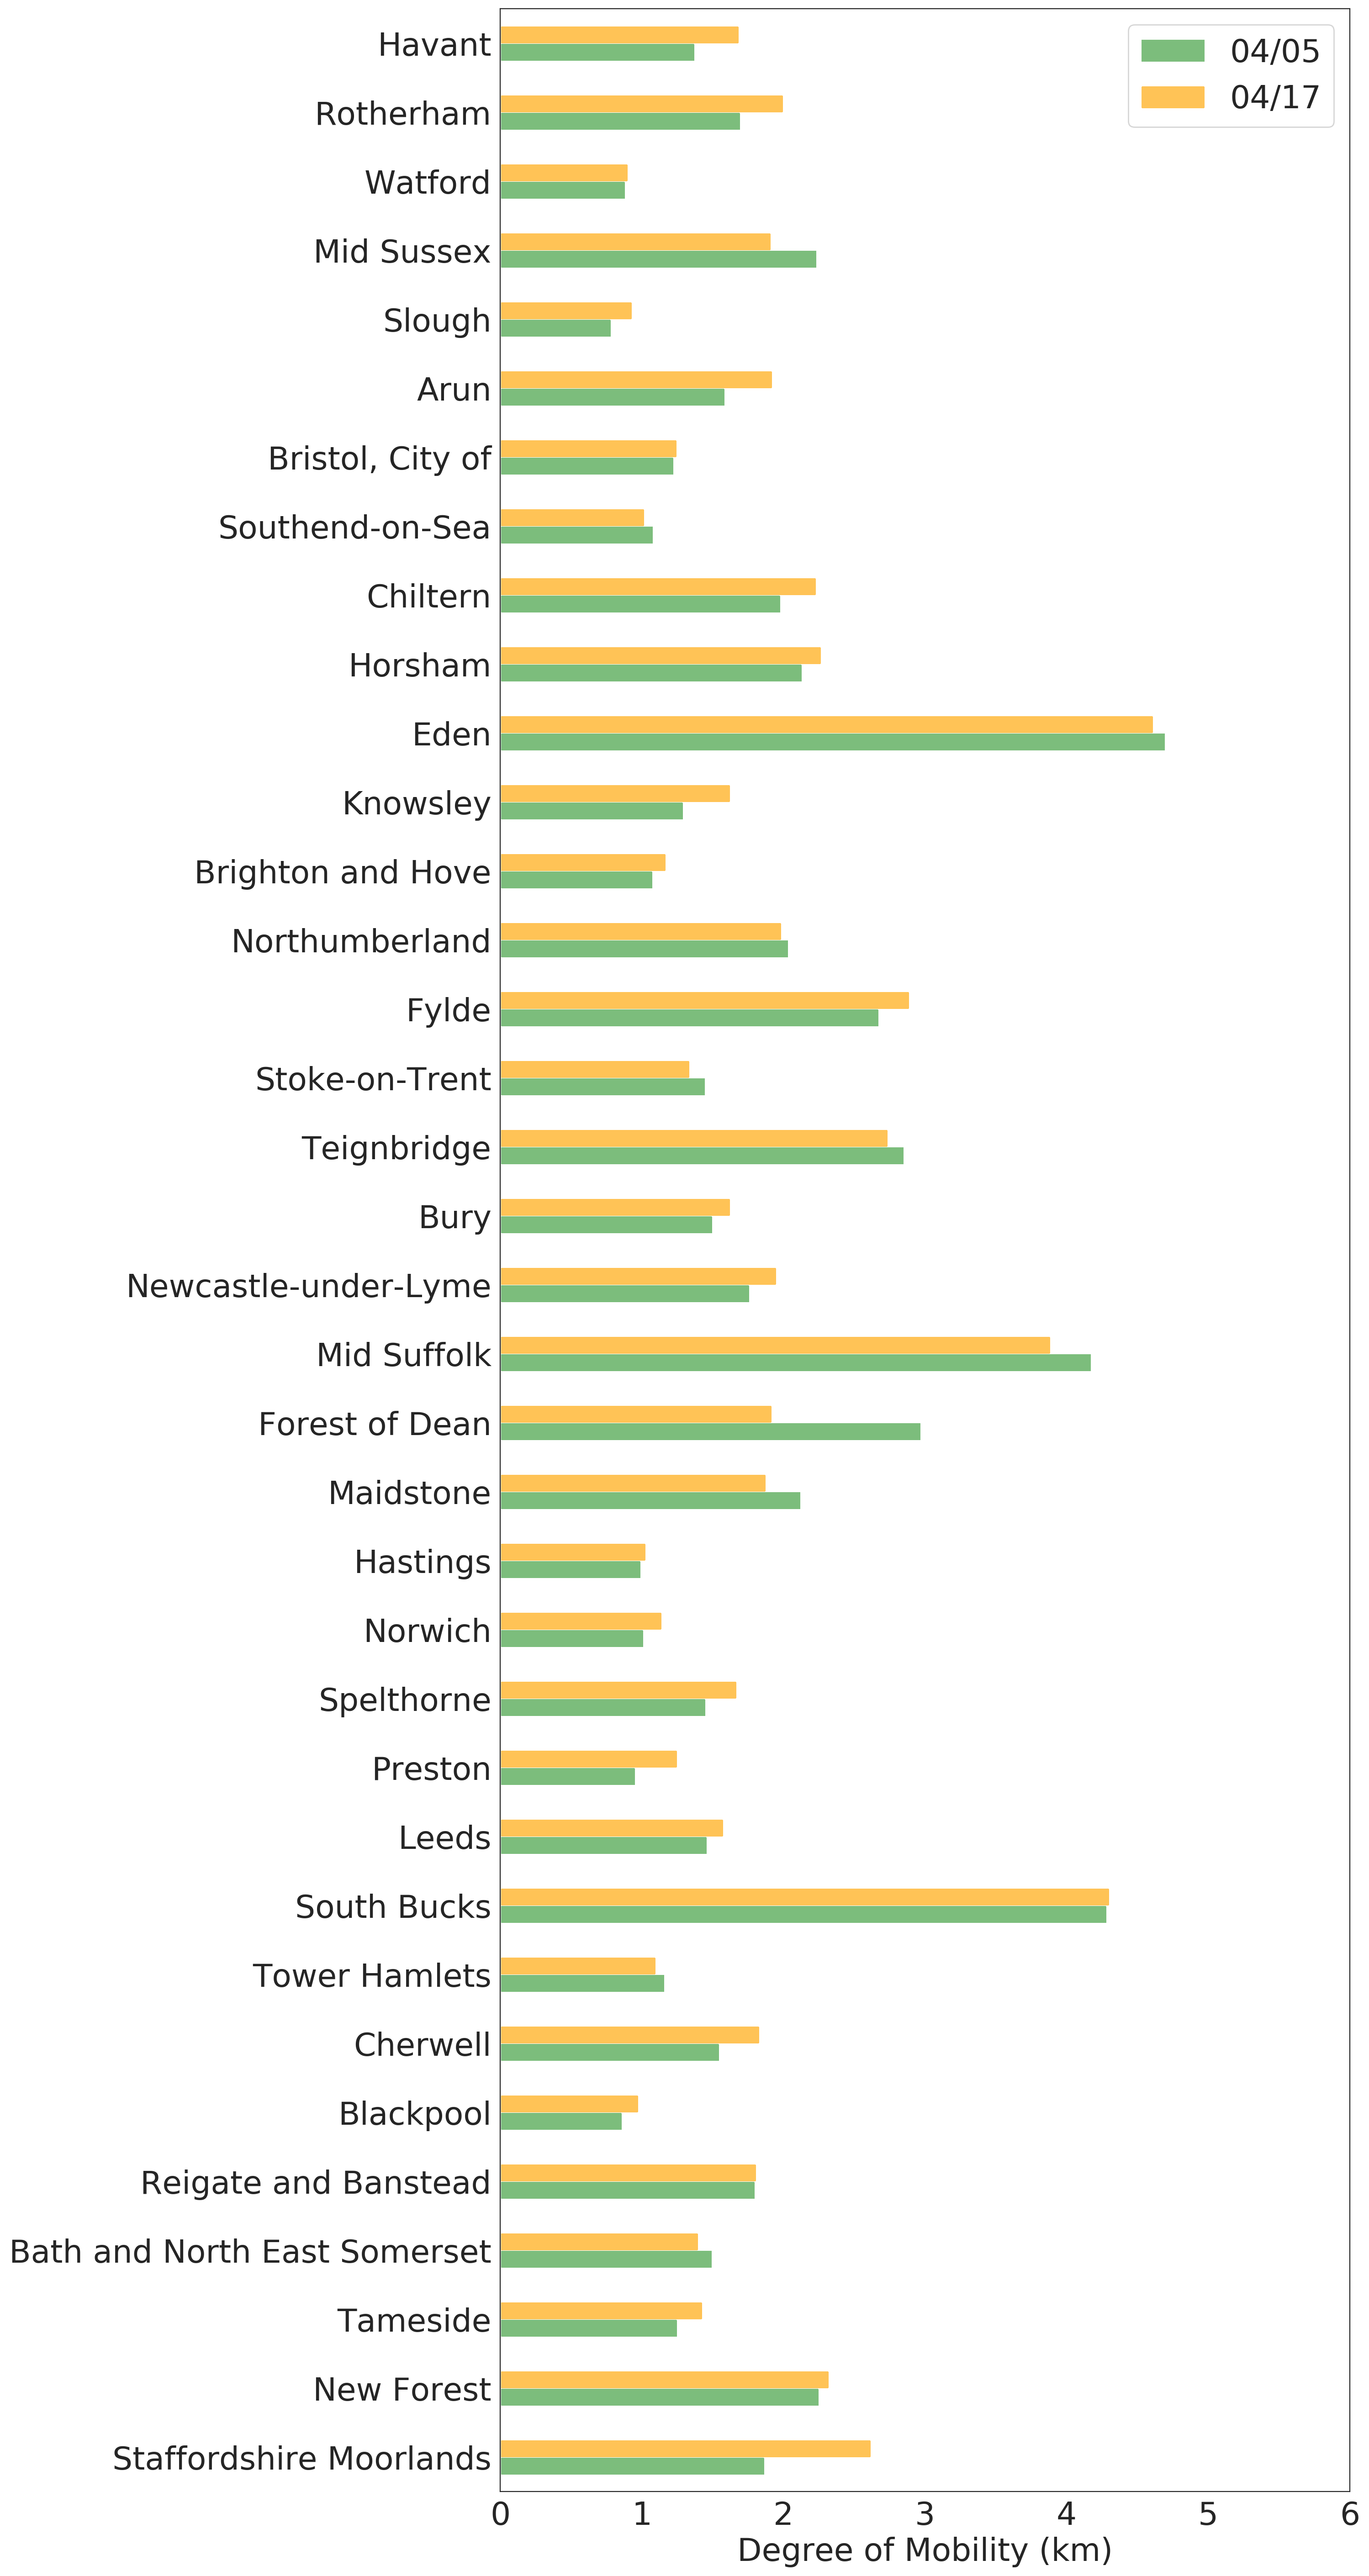 Havant
Rotherham
Watford
Mid Sussex
Slough
Arun
Bristol, City of
Southend-on-Sea
Chiltern
Horsham
Eden
Knowsley
Brighton and Hove
Northumberland
Fylde
Stoke-on-Trent
Teignbridge
Bury
Newcastle-under-Lyme
Mid Suffolk
Forest of Dean
Maidstone
Hastings
Norwich
Spelthorne
Preston
Leeds
South Bucks
Tower Hamlets
Cherwell
Blackpool
Reigate and Banstead
Bath and North East Somerset
Tameside
New Forest
Staffordshire Moorlands
04/05
04/17
0 1 2 3 4 5 6
Degree of Mobility (km)